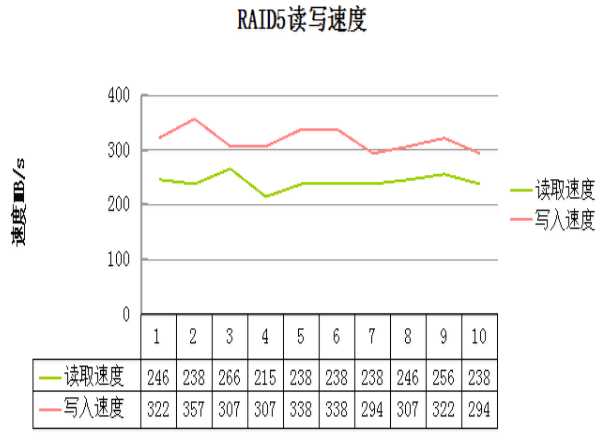 RAID5读写速度
400
300
200
100
0
速度MB/s
读取速度
写入速度
1 2 3 4 5 6 7 8 9 10
读取速度 246 238 266 215 238 238 238 246 256 238
写入速度 322 357 307 307 338 338 294 307 322 294